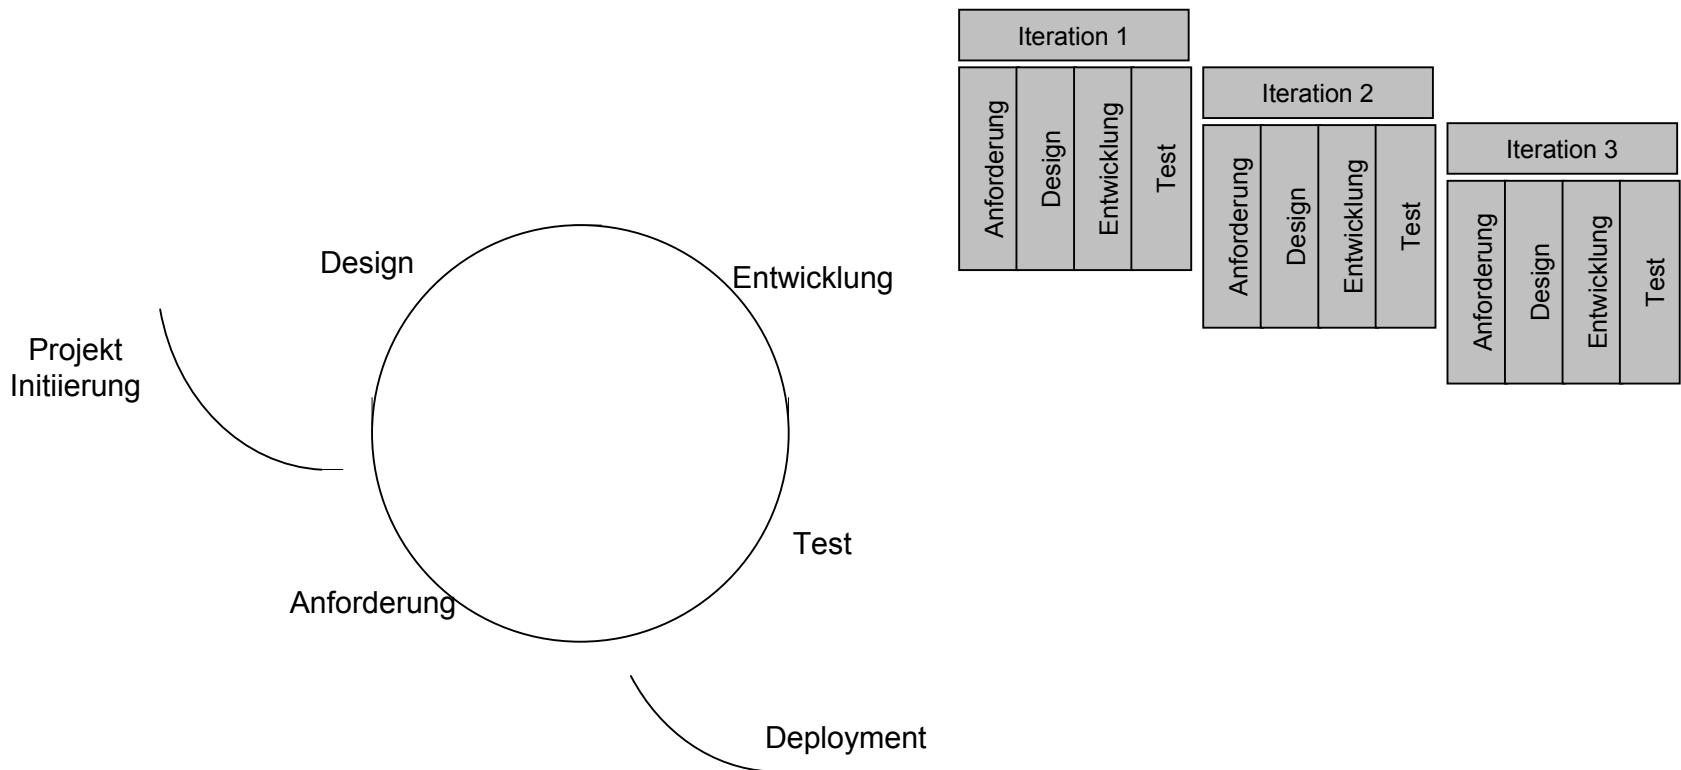 Iteration 1
Anforderung
Design
Entwicklung
Test
Iteration 2
Anforderung
Design
Entwicklung
Test
Iteration 3
Anforderung
Design
Entwicklung
Test
Design
Entwicklung
Projekt
Initiierung
Test
Anforderung
Deployment